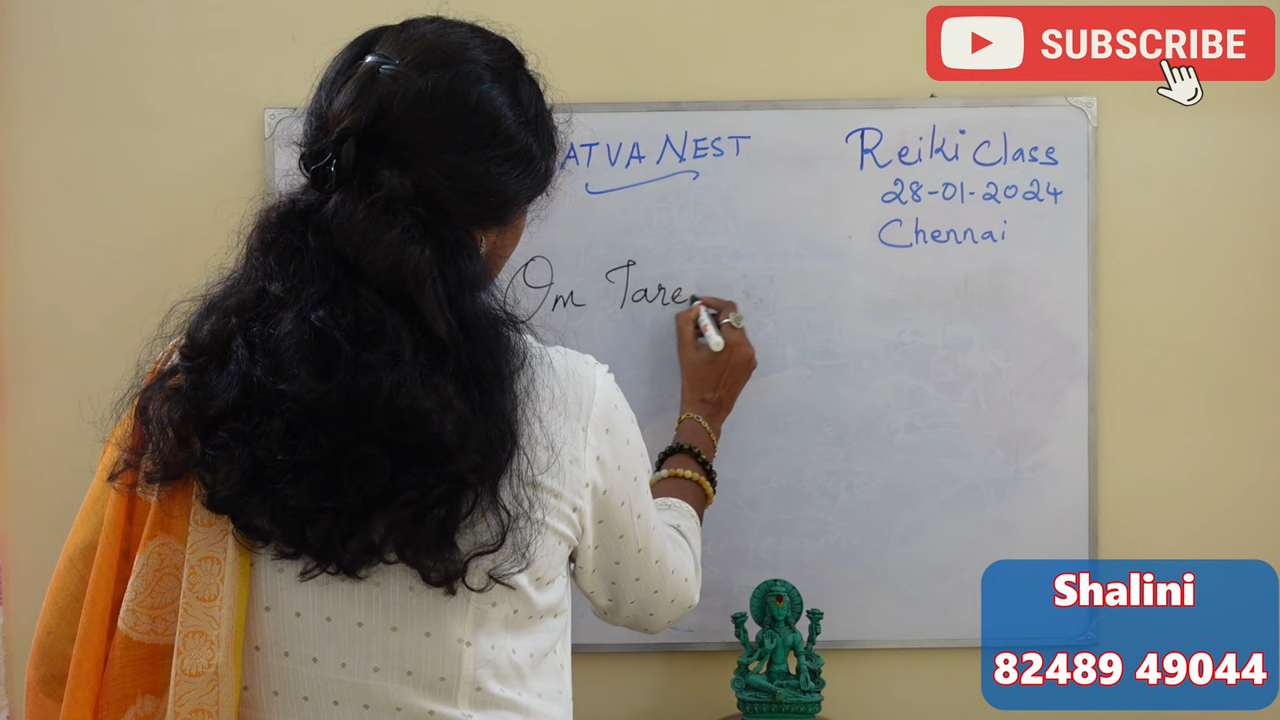 SUBSCRIBE
ATVA NEST
Reiki Class
28-01-2024
Chennai
Om Tare
Shalini
82489 49044